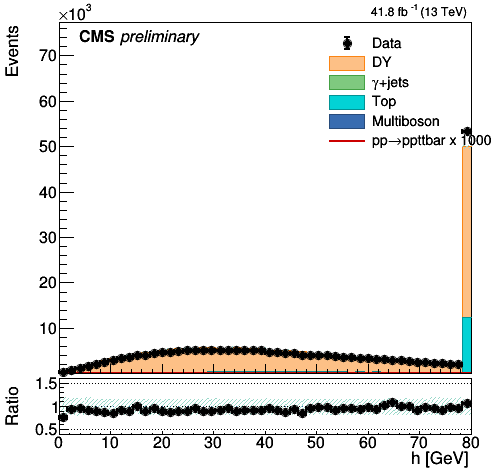 ×10³
41.8 fb⁻¹ (13 TeV)
CMS preliminary
Events
70
60
50
40
30
20
10
Data
DY
γ+jets
Top
Multiboson
pp→ppttbar x 1000
Ratio
1.5
1
0.5
0 10 20 30 40 50 60 70 80
h [GeV]